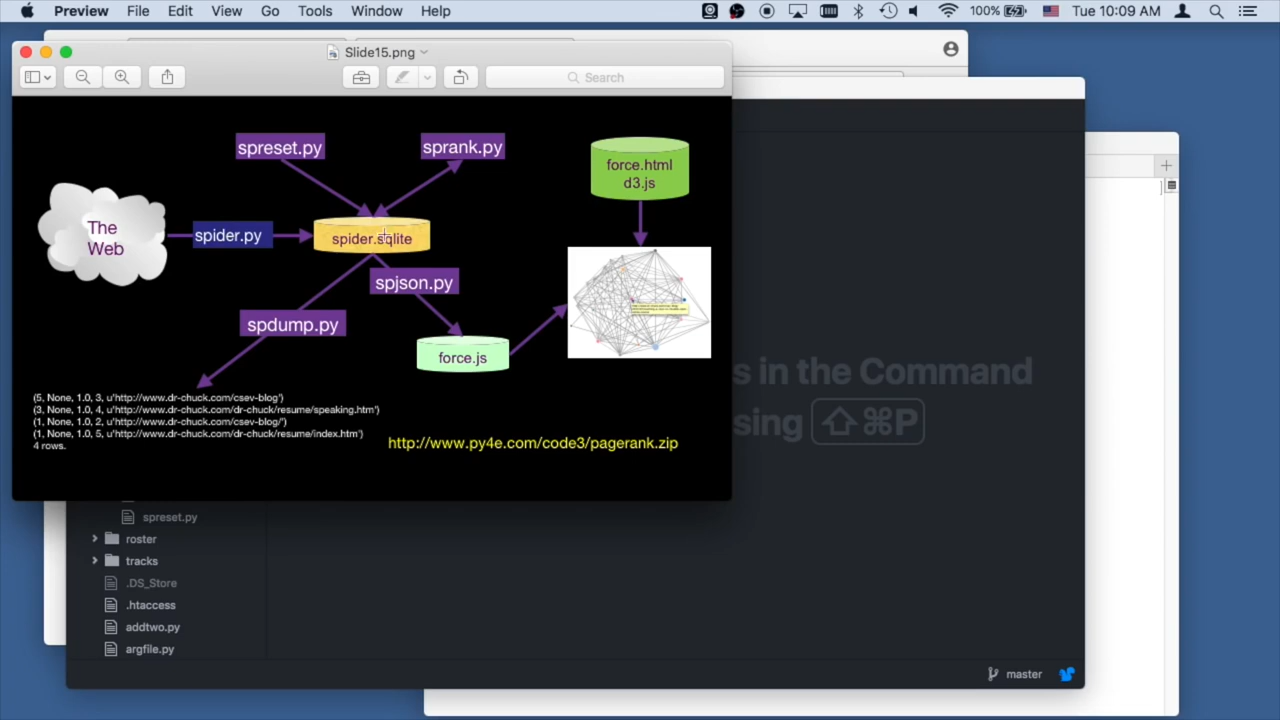 Preview File Edit View Go Tools Window Help 100% Tue 10:09 AM
Slide15.png
Search
spreset.py
sprank.py
force.html
d3.js
The
Web
spider.py
spider.sqlite
spjson.py
spdump.py
force.js
(5, None, 1.0, 3, u'http://www.dr-chuck.com/csev-blog')
(3, None, 1.0, 4, u'http://www.dr-chuck.com/dr-chuck/resume/speaking.htm')
(1, None, 1.0, 2, u'http://www.dr-chuck.com/csev-blog/')
(1, None, 1.0, 5, u'http://www.dr-chuck.com/dr-chuck/resume/index.htm')
4 rows.
http://www.py4e.com/code3/pagerank.zip
s in the Command
sing ⇧⌘P
spreset.py
roster
tracks
.DS_Store
.htaccess
addtwo.py
argfile.py
master